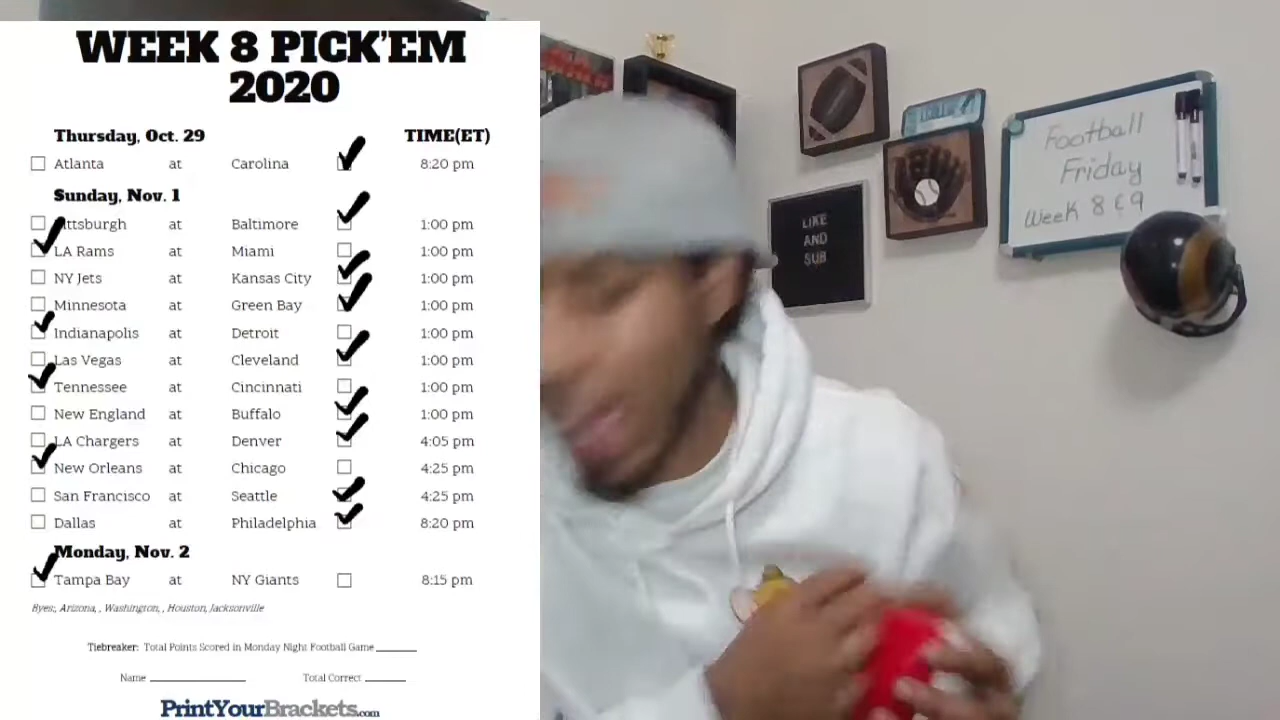 WEEK 8 PICK'EM
2020
Thursday, Oct. 29 TIME(ET)
Atlanta at Carolina 8:20 pm
Sunday, Nov. 1
Pittsburgh at Baltimore 1:00 pm
LA Rams at Miami 1:00 pm
NY Jets at Kansas City 1:00 pm
Minnesota at Green Bay 1:00 pm
Indianapolis at Detroit 1:00 pm
Las Vegas at Cleveland 1:00 pm
Tennessee at Cincinnati 1:00 pm
New England at Buffalo 1:00 pm
LA Chargers at Denver 4:05 pm
New Orleans at Chicago 4:25 pm
San Francisco at Seattle 4:25 pm
Dallas at Philadelphia 8:20 pm
Monday, Nov. 2
Tampa Bay at NY Giants 8:15 pm
Byes:, Arizona, , Washington, , Houston, Jacksonville
Tiebreaker: Total Points Scored in Monday Night Football Game
Name Total Correct
PrintYourBrackets.com
LIKE
AND
SUB
Football
Friday
Week 8 & 9